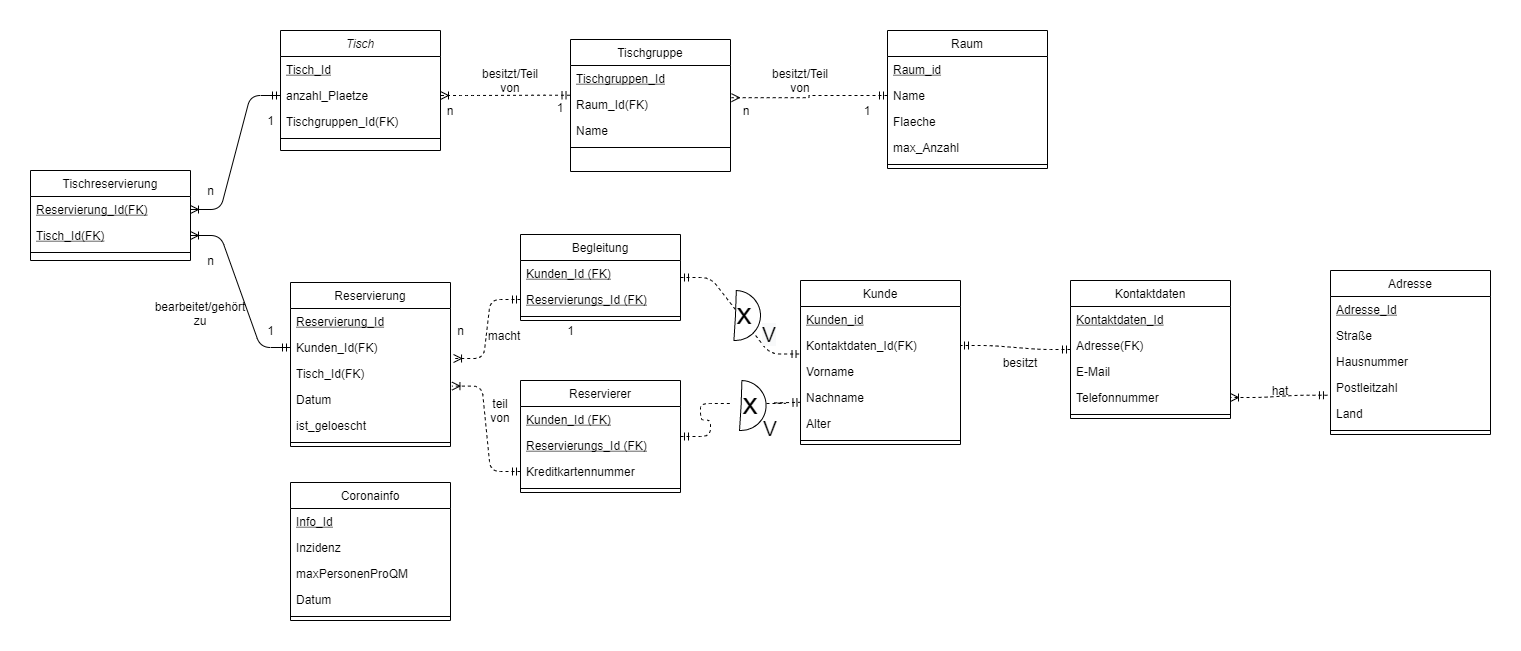 Tisch
Tisch_Id
anzahl_Plaetze
Tischgruppen_Id(FK)
besitzt/Teil
von
n
1
Tischgruppe
Tischgruppen_Id
Raum_Id(FK)
Name
besitzt/Teil
von
n
1
Raum
Raum_id
Name
Flaeche
max_Anzahl
1
n
Tischreservierung
Reservierung_Id(FK)
Tisch_Id(FK)
n
bearbeitet/gehört
zu
1
Reservierung
Reservierung_Id
Kunden_Id(FK)
Tisch_Id(FK)
Datum
ist_geloescht
n
macht
1
teil
von
Begleitung
Kunden_Id (FK)
Reservierungs_Id (FK)
Reservierer
Kunden_Id (FK)
Reservierungs_Id (FK)
Kreditkartennummer
X
V
X
V
Kunde
Kunden_id
Kontaktdaten_Id(FK)
Vorname
Nachname
Alter
besitzt
Kontaktdaten
Kontaktdaten_Id
Adresse(FK)
E-Mail
Telefonnummer
hat
Adresse
Adresse_Id
Straße
Hausnummer
Postleitzahl
Land
Coronainfo
Info_Id
Inzidenz
maxPersonenProQM
Datum